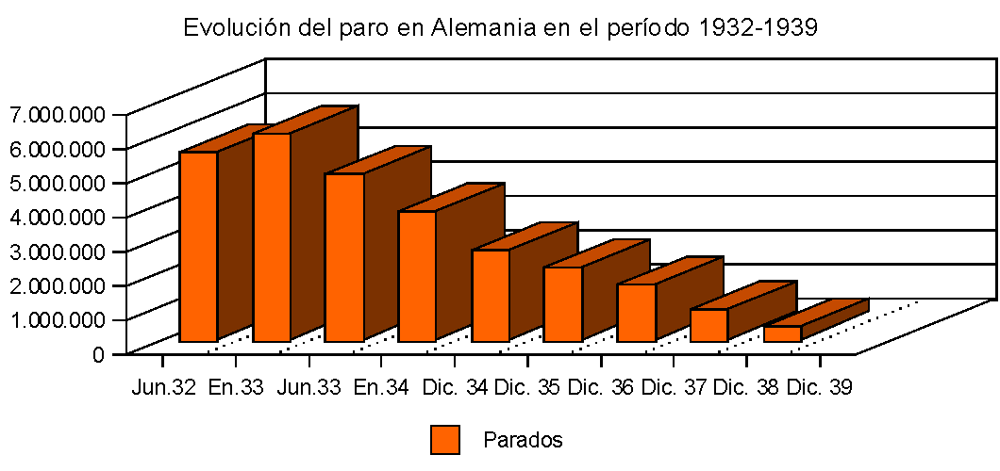 Evolución del paro en Alemania en el período 1932-1939
7.000.000
6.000.000
5.000.000
4.000.000
3.000.000
2.000.000
1.000.000
0
Jun.32 En.33 Jun.33 En.34 Dic. 34 Dic. 35 Dic. 36 Dic. 37 Dic. 38 Dic. 39
Parados